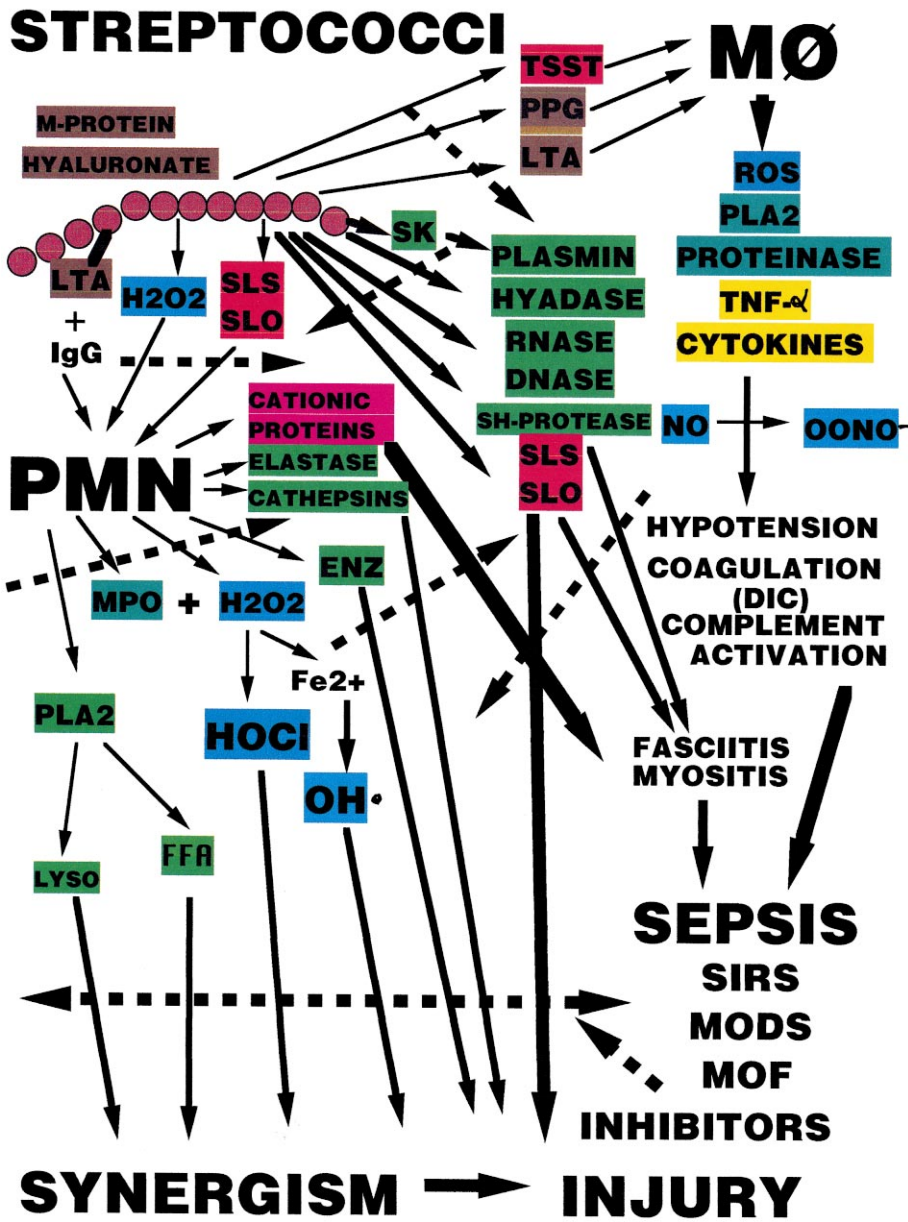 STREPTOCOCCI
TSST
MØ
PPG
LTA
M-PROTEIN
HYALURONATE
ROS
PLA2
PROTEINASE
TNF-α
CYTOKINES
SK
PLASMIN
HYADASE
RNASE
DNASE
SH-PROTEASE
SLS
SLO
NO
OONO-
LTA
+
IgG
H2O2
SLS
SLO
CATIONIC
PROTEINS
ELASTASE
CATHEPSINS
PMN
ENZ
MPO + H2O2
Fe2+
HYPOTENSION
COAGULATION
(DIC)
COMPLEMENT
ACTIVATION
PLA2
HOCl
OH•
FASCIITIS
MYOSITIS
LYSO
FFA
SEPSIS
SIRS
MODS
MOF
INHIBITORS
SYNERGISM
INJURY